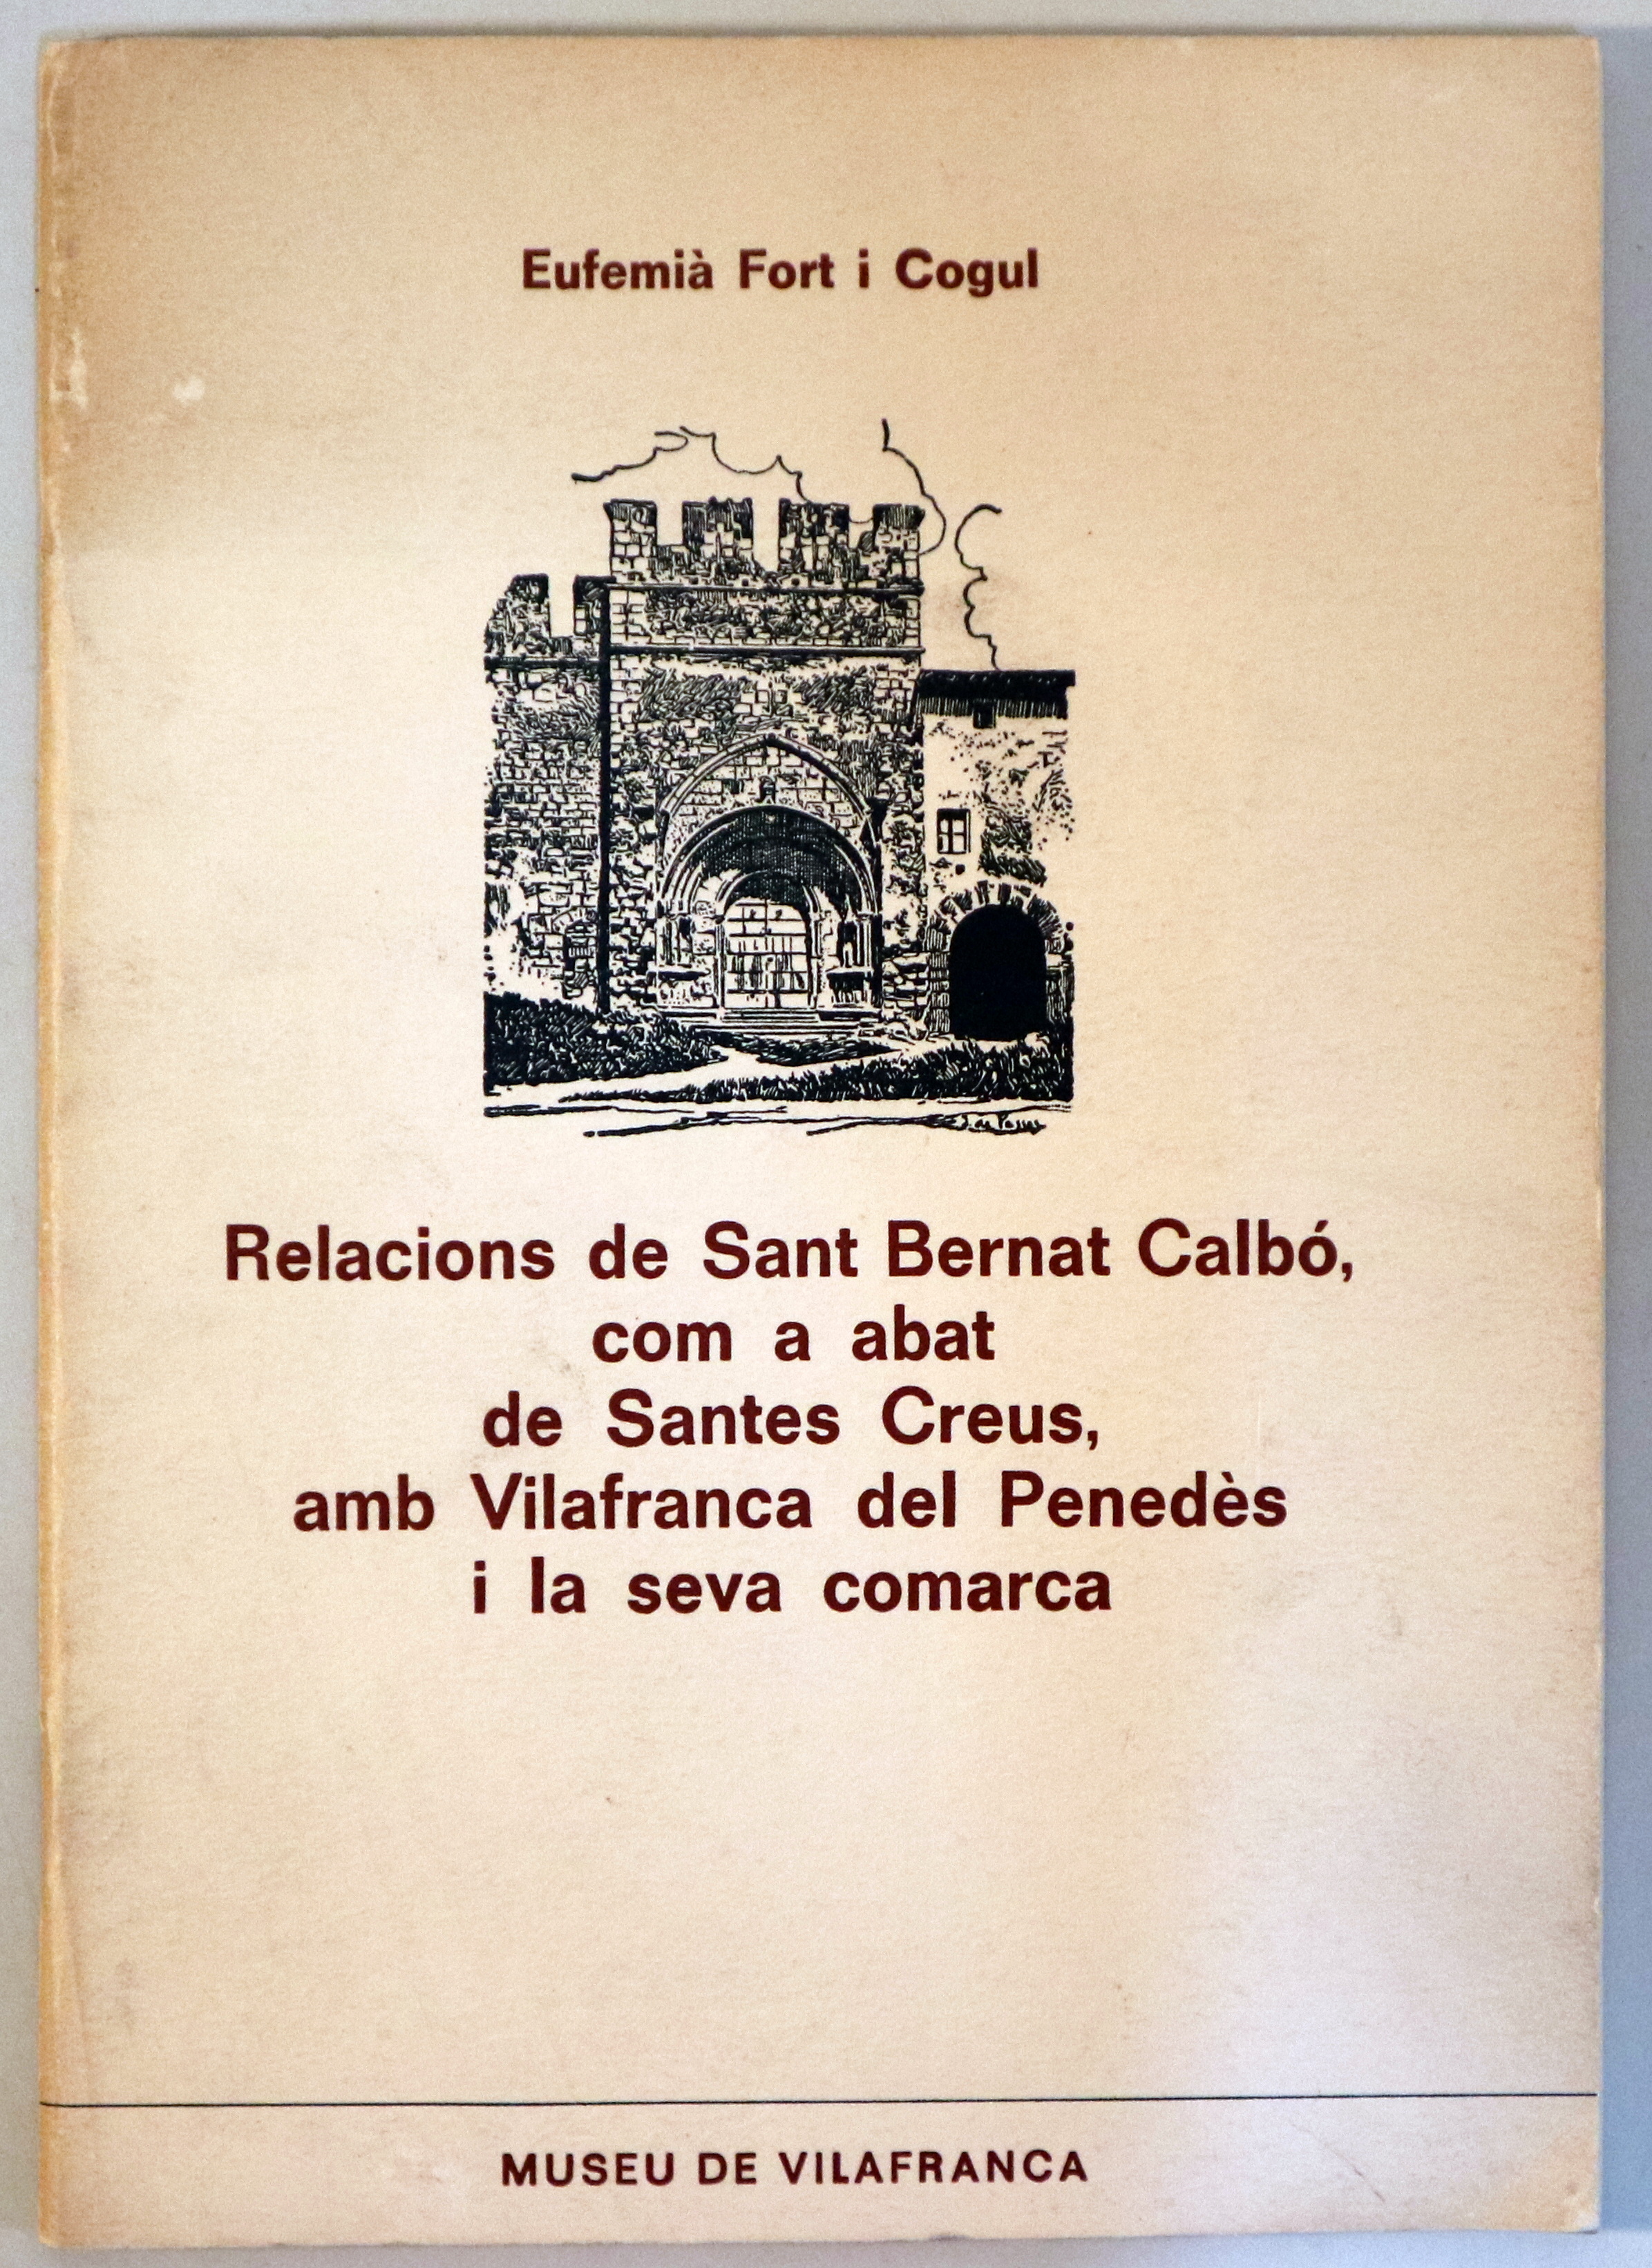 Eufemià Fort i Cogul
Relacions de Sant Bernat Calbó,
com a abat
de Santes Creus,
amb Vilafranca del Penedès
i la seva comarca
MUSEU DE VILAFRANCA